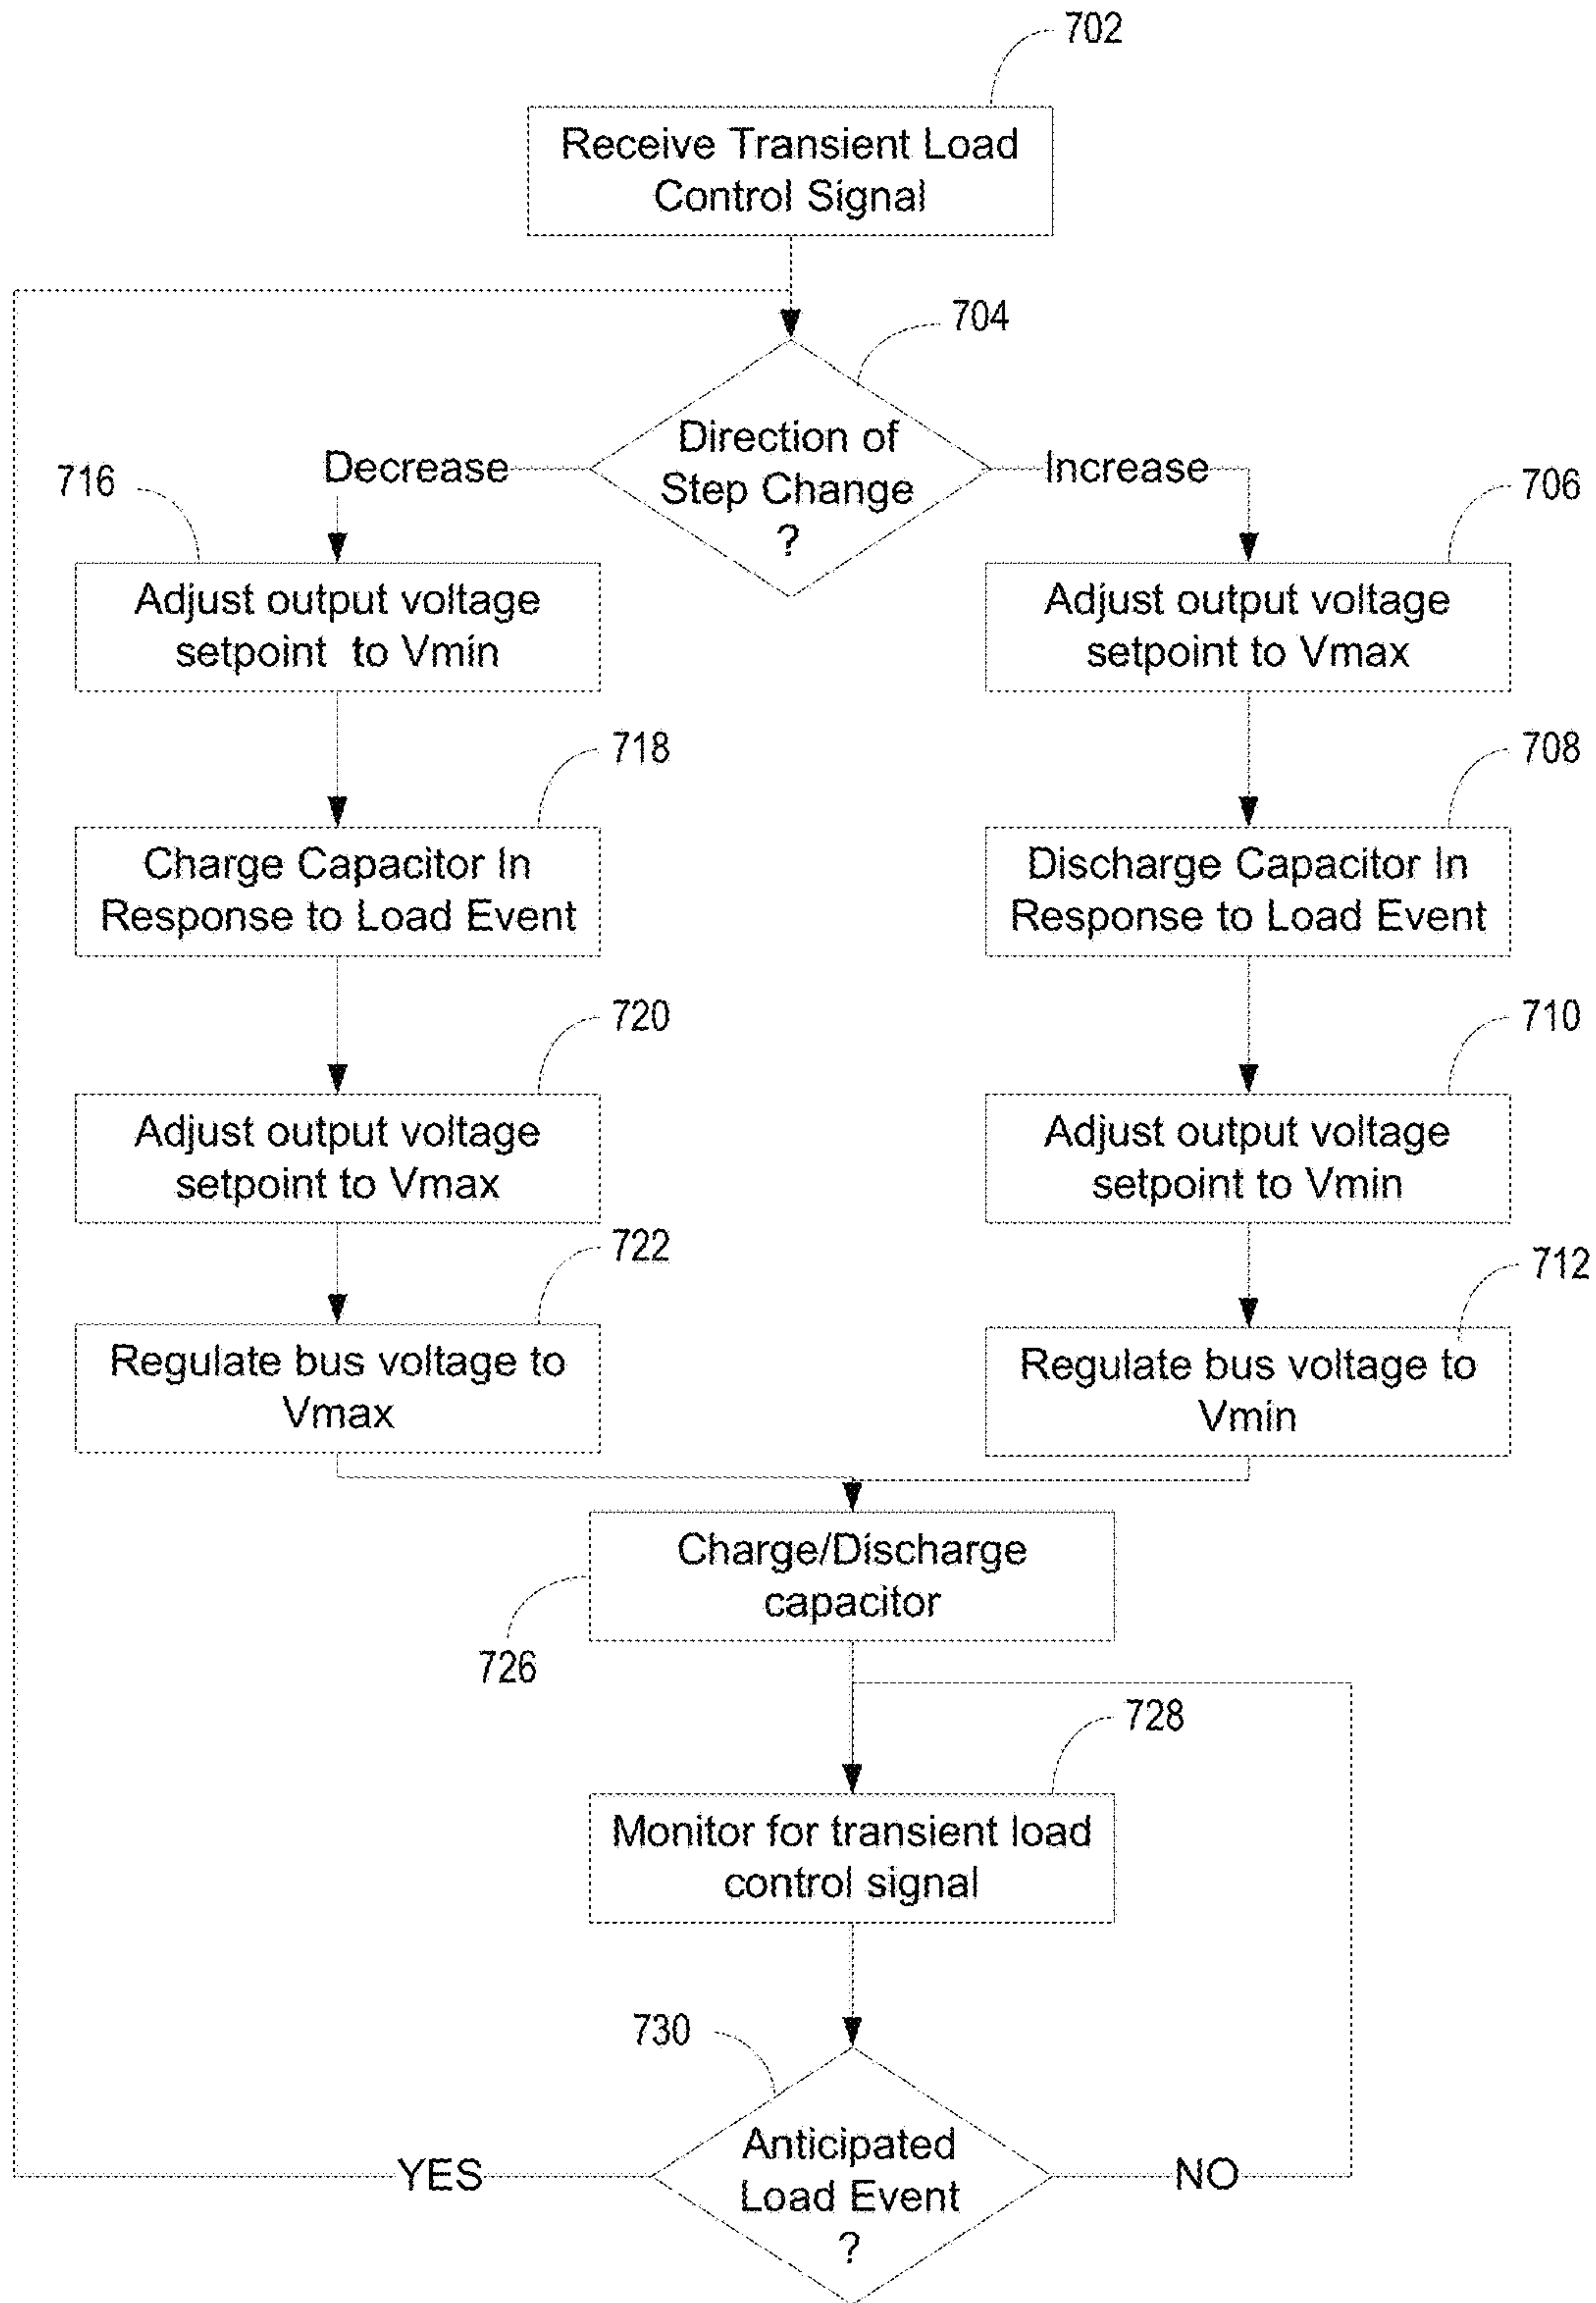 702
Receive Transient Load
Control Signal
704
Direction of
Step Change
?
Decrease
Increase
716
Adjust output voltage
setpoint to Vmin
706
Adjust output voltage
setpoint to Vmax
718
Charge Capacitor In
Response to Load Event
708
Discharge Capacitor In
Response to Load Event
720
Adjust output voltage
setpoint to Vmax
710
Adjust output voltage
setpoint to Vmin
722
Regulate bus voltage to
Vmax
712
Regulate bus voltage to
Vmin
Charge/Discharge
capacitor
726
728
Monitor for transient load
control signal
730
Anticipated
Load Event
?
YES
NO